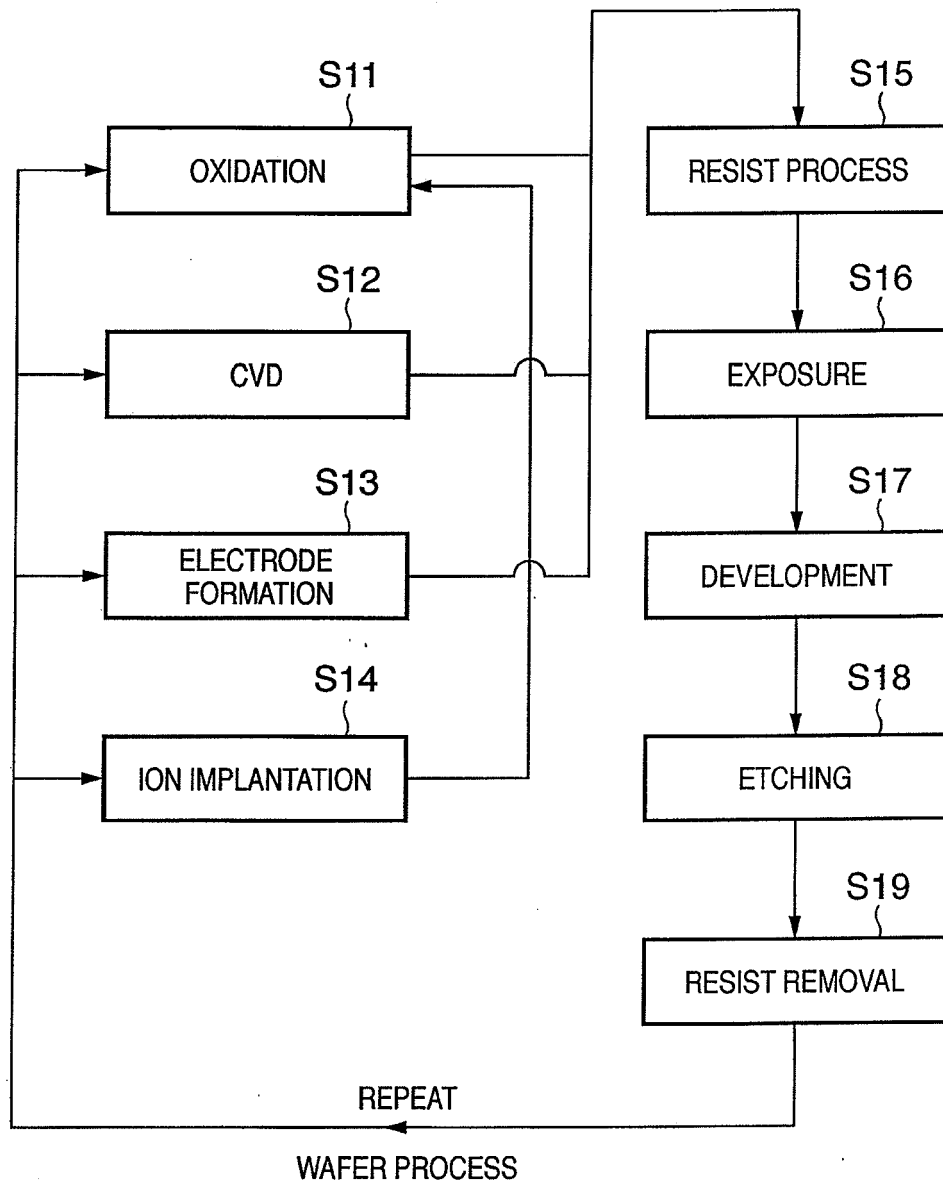 S11
OXIDATION
S12
CVD
S13
ELECTRODE
FORMATION
S14
ION IMPLANTATION
S15
RESIST PROCESS
S16
EXPOSURE
S17
DEVELOPMENT
S18
ETCHING
S19
RESIST REMOVAL
REPEAT
WAFER PROCESS